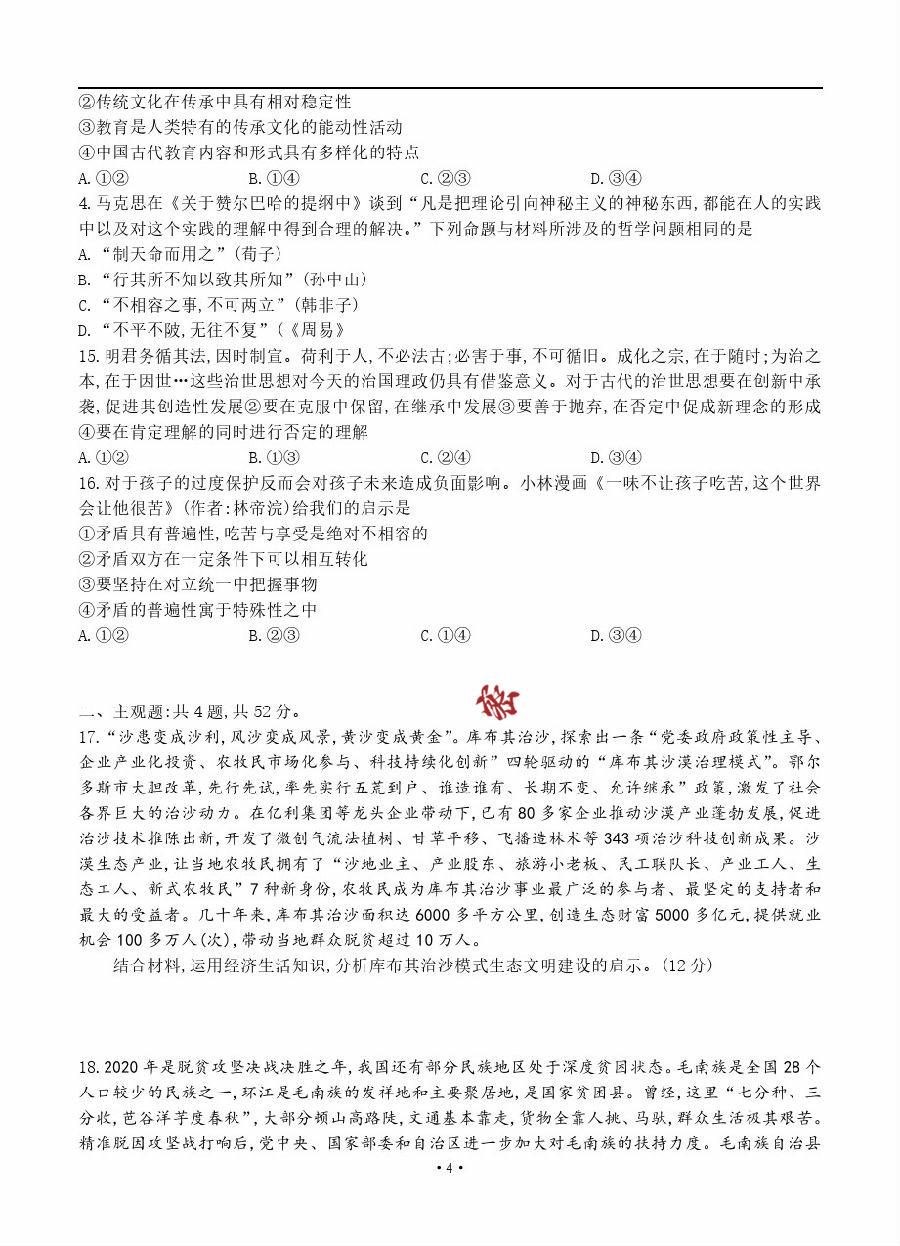 ②传统文化在传承中具有相对稳定性
③教育是人类特有的传承文化的能动性活动
④中国古代教育内容和形式具有多样化的特点
A.①② B.①④ C.②③ D.③④
4.马克思在《关于赞尔巴哈的提纲中》谈到“凡是把理论引向神秘主义的神秘东西,都能在人的实践
中以及对这个实践的理解中得到合理的解决。”下列命题与材料所涉及的哲学问题相同的是
A.“制天命而用之”(荀子)
B.“行其所不知以致其所知”(孙中山)
C.“不相容之事,不可两立”(韩非子)
D.“不平不陂,无往不复”(《周易》
15.明君务循其法,因时制宣。荷利于人,不必法古;必害于事,不可循旧。成化之宗,在于随时;为治之
本,在于因世…这些治世思想对今天的治国理政仍具有借鉴意义。对于古代的治世思想要在创新中承
袭,促进其创造性发展②要在克服中保留,在继承中发展③要善于抛弃,在否定中促成新理念的形成
④要在肯定理解的同时进行否定的理解
A.①② B.①③ C.②④ D.③④
16.对于孩子的过度保护反而会对孩子未来造成负面影响。小林漫画《一味不让孩子吃苦,这个世界
会让他很苦》(作者:林帝浣)给我们的启示是
①矛盾具有普遍性,吃苦与享受是绝对不相容的
②矛盾双方在一定条件下可以相互转化
③要坚持在对立统一中把握事物
④矛盾的普遍性寓于特殊性之中
A.①② B.②③ C.①④ D.③④
二、主观题:共4题,共52分。
17.“沙患变成沙利,风沙变成风景,黄沙变成黄金”。库布其治沙,探索出一条“党委政府政策性主导、
企业产业化投资、农牧民市场化参与、科技持续化创新”四轮驱动的“库布其沙漠治理模式”。鄂尔
多斯市大胆改革,先行先试,率先实行五荒到户、谁造谁有、长期不变、允许继承”政策,激发了社会
各界巨大的治沙动力。在亿利集团等龙头企业带动下,已有80多家企业推动沙漠产业蓬勃发展,促进
治沙技术推陈出新,开发了微创气流法植树、甘草平移、飞播造林术等343项治沙科技创新成果。沙
漠生态产业,让当地农牧民拥有了“沙地业主、产业股东、旅游小老板、民工联队长、产业工人、生
态工人、新式农牧民”7种新身份,农牧民成为库布其治沙事业最广泛的参与者、最坚定的支持者和
最大的受益者。几十年来,库布其治沙面积达6000多平方公里,创造生态财富5000多亿元,提供就业
机会100多万人(次),带动当地群众脱贫超过10万人。
结合材料,运用经济生活知识,分析库布其治沙模式生态文明建设的启示。(12分)
18.2020年是脱贫攻坚决战决胜之年,我国还有部分民族地区处于深度贫困状态。毛南族是全国28个
人口较少的民族之一,环江是毛南族的发祥地和主要聚居地,是国家贫困县。曾经,这里“七分种、三
分收,芭谷洋芋度春秋”,大部分倾山高路陡,交通基本靠走,货物全靠人挑、马驮,群众生活极其艰苦。
精准脱困攻坚战打响后,党中央、国家部委和自治区进一步加大对毛南族的扶持力度。毛南族自治县
·4·